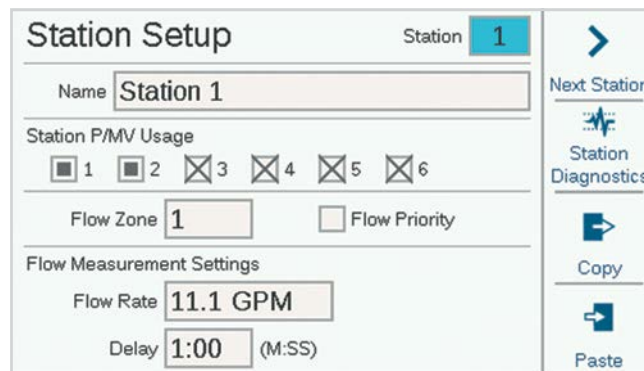 Station Setup Station 1
Next Station
Name Station 1
Station P/MV Usage
1 2 3 4 5 6
Station
Diagnostics
Flow Zone 1 Flow Priority
Copy
Flow Measurement Settings
Flow Rate 11.1 GPM
Delay 1:00 (M:SS)
Paste